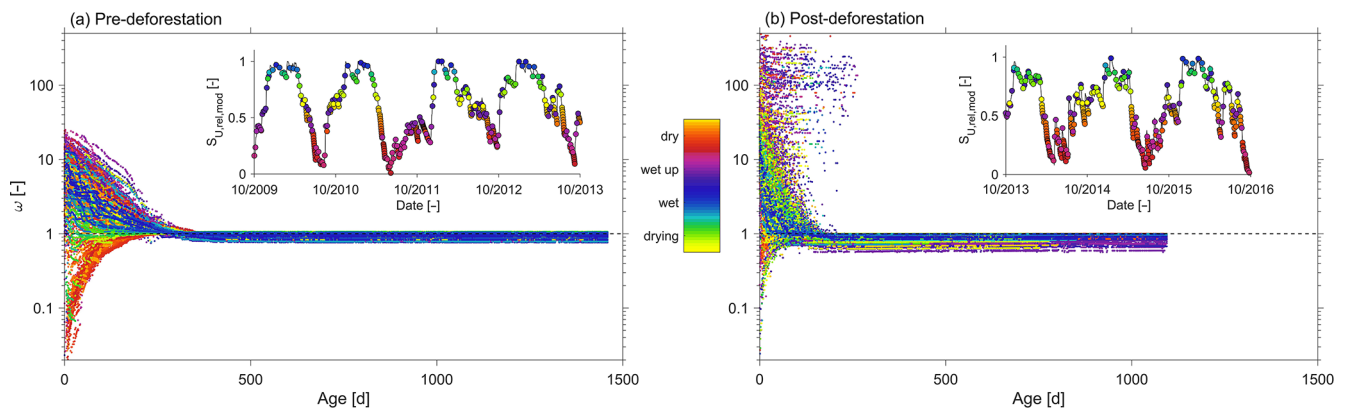 (a) Pre-deforestation
100
10
1
0.1
ω [–]
0
500
1000
1500
Age [d]
S U,rel,mod [–]
1
0.5
0
10/2009
10/2010
10/2011
10/2012
10/2013
Date [–]
dry
wet up
wet
drying
(b) Post-deforestation
100
10
1
0.1
0
500
1000
1500
Age [d]
S U,rel,mod [–]
1
0.5
0
10/2013
10/2014
10/2015
10/2016
Date [–]